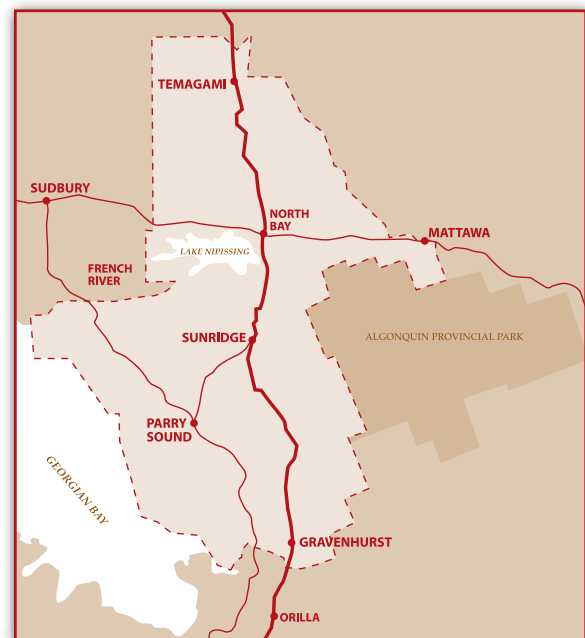 TEMAGAMI
SUDBURY
NORTH
BAY
MATTAWA
LAKE NIPISSING
FRENCH
RIVER
SUNRIDGE
ALGONQUIN PROVINCIAL PARK
PARRY
SOUND
GEORGIAN BAY
GRAVENHURST
ORILLA